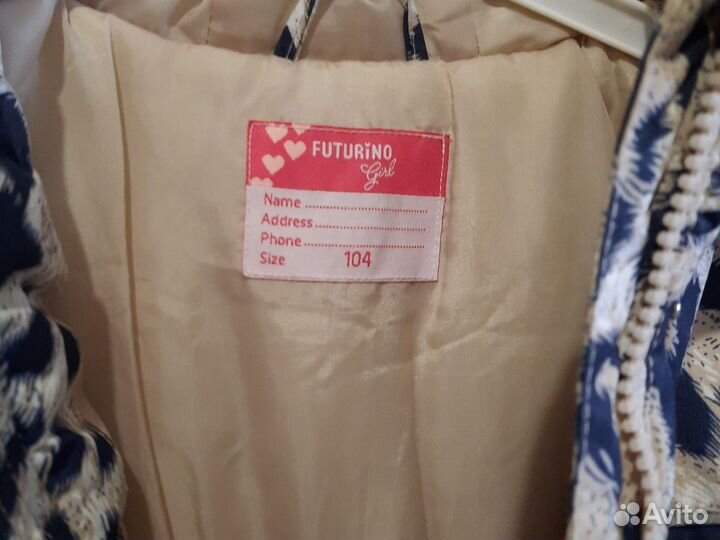 FUTURiNO
Girl
Name ..............................
Address ...........................
Phone ..............................
Size 104
Avito